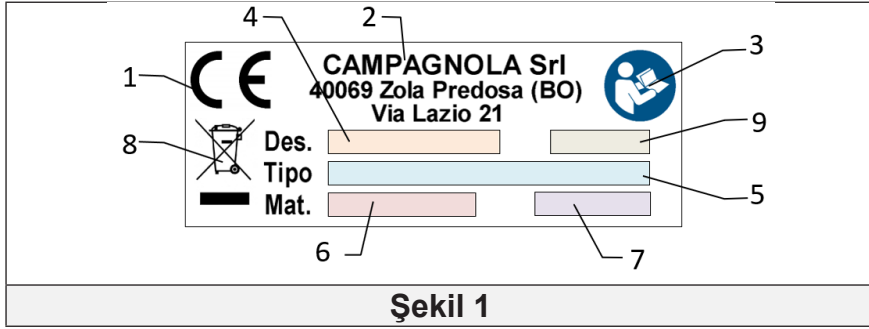 4
2
1
3
CE
CAMPAGNOLA Srl
40069 Zola Predosa (BO)
Via Lazio 21
8
9
Des.
Tipo
5
Mat.
6
7
Şekil 1